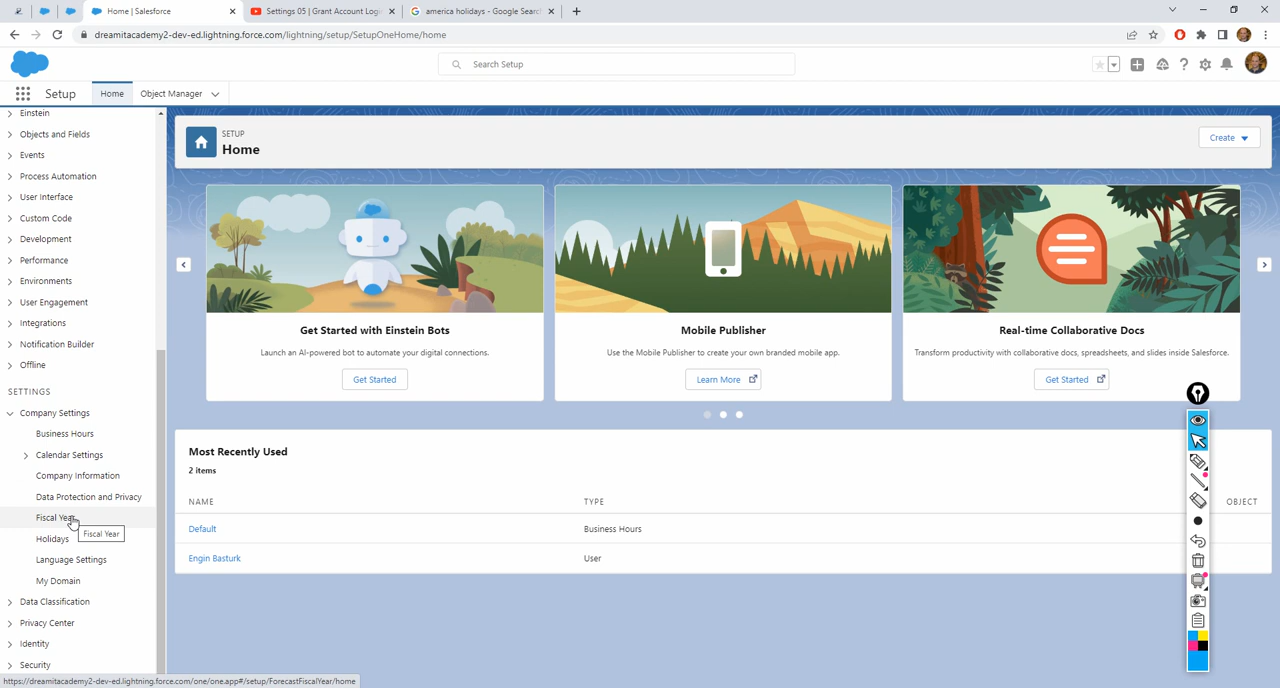 Home | Salesforce
Settings 05 | Grant Account Logi
america holidays - Google Searc
dreamitacademy2-dev-ed.lightning.force.com/lightning/setup/SetupOneHome/home
Search Setup
Setup
Home
Object Manager
Einstein
Objects and Fields
Events
Process Automation
User Interface
Custom Code
Development
Performance
Environments
User Engagement
Integrations
Notification Builder
Offline
SETTINGS
Company Settings
Business Hours
Calendar Settings
Company Information
Data Protection and Privacy
Fiscal Year
Fiscal Year
Holidays
Language Settings
My Domain
Data Classification
Privacy Center
Identity
Security
https://dreamitacademy2-dev-ed.lightning.force.com/one/one.app#/setup/ForecastFiscalYear/home
SETUP
Home
Create
Get Started with Einstein Bots
Launch an AI-powered bot to automate your digital connections.
Get Started
Mobile Publisher
Use the Mobile Publisher to create your own branded mobile app.
Learn More
Real-time Collaborative Docs
Transform productivity with collaborative docs, spreadsheets, and slides inside Salesforce.
Get Started
Most Recently Used
2 items
NAME TYPE OBJECT
Default Business Hours
Engin Basturk User